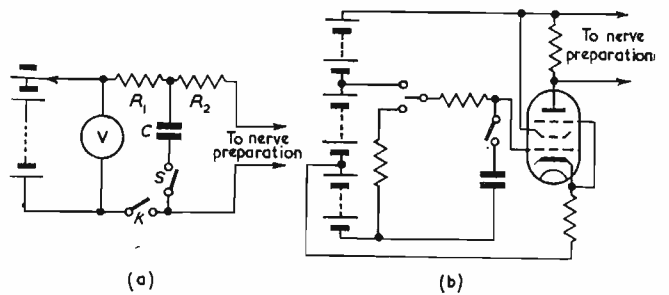 R1
R2
V
C
S
K
To nerve
preparation
(a)
To nerve
preparation
(b)